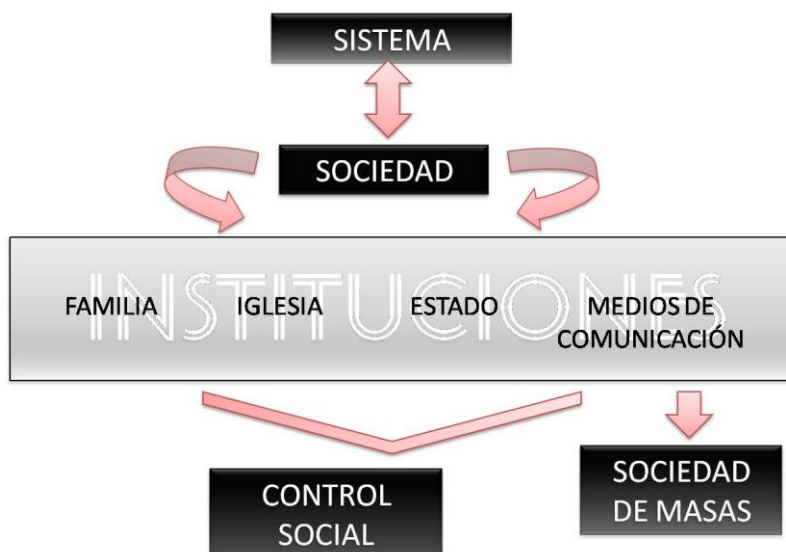 SISTEMA
SOCIEDAD
INSTITUCIONES
FAMILIA IGLESIA ESTADO MEDIOS DE
COMUNICACIÓN
CONTROL
SOCIAL
SOCIEDAD
DE MASAS